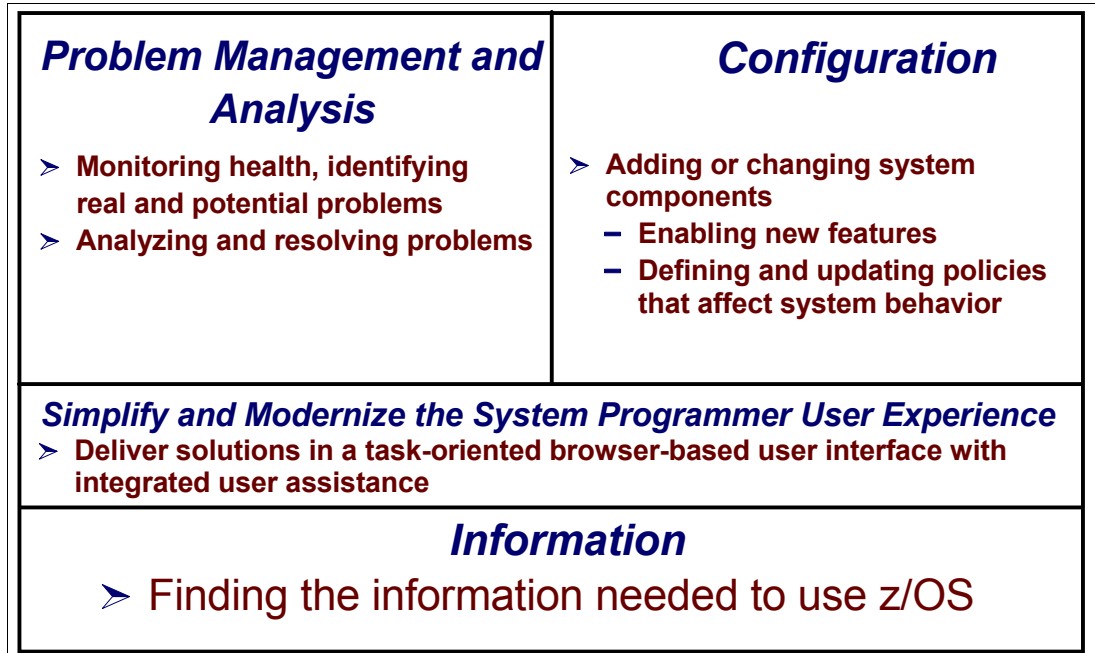 Problem Management and
Analysis
➢ Monitoring health, identifying
real and potential problems
➢ Analyzing and resolving problems
Configuration
➢ Adding or changing system
components
– Enabling new features
– Defining and updating policies
that affect system behavior
Simplify and Modernize the System Programmer User Experience
➢ Deliver solutions in a task-oriented browser-based user interface with
integrated user assistance
Information
➢ Finding the information needed to use z/OS